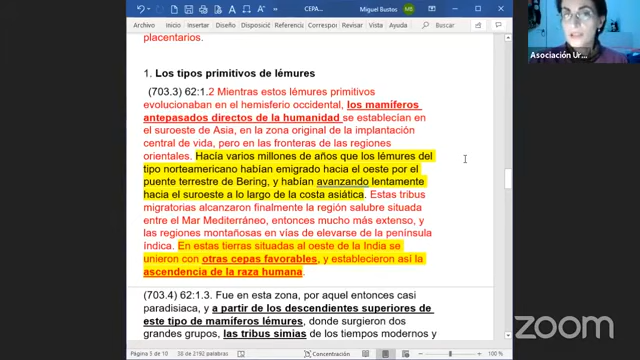 Miguel Bustos
CEPA...
MB
Archivo Inicio Insertar Dibujar Diseño Disposici Referencia Correspon Revisar Vista
placentarios.
1. Los tipos primitivos de lémures
(703.3) 62:1.2 Mientras estos lémures primitivos
evolucionaban en el hemisferio occidental, los mamíferos
antepasados directos de la humanidad se establecían en
el suroeste de Asia, en la zona original de la implantación
central de vida, pero en las fronteras de las regiones
orientales. Hacía varios millones de años que los lémures del
tipo norteamericano habían emigrado hacia el oeste por el
puente terrestre de Bering, y habían avanzando lentamente
hacia el suroeste a lo largo de la costa asiática. Estas tribus
migratorias alcanzaron finalmente la región salubre situada
entre el Mar Mediterráneo, entonces mucho más extenso, y
las regiones montañosas en vías de elevarse de la península
índica. En estas tierras situadas al oeste de la India se
unieron con otras cepas favorables, y establecieron así la
ascendencia de la raza humana.
(703.4) 62:1.3. Fue en esta zona, por aquel entonces casi
paradisiaca, y a partir de los descendientes superiores de
este tipo de mamíferos lémures, donde surgieron dos
grandes grupos, las tribus simias de los tiempos modernos y
Página 5 de 10 38 de 3192 palabras Concentración 100 %
Asociación Ur...
zoom